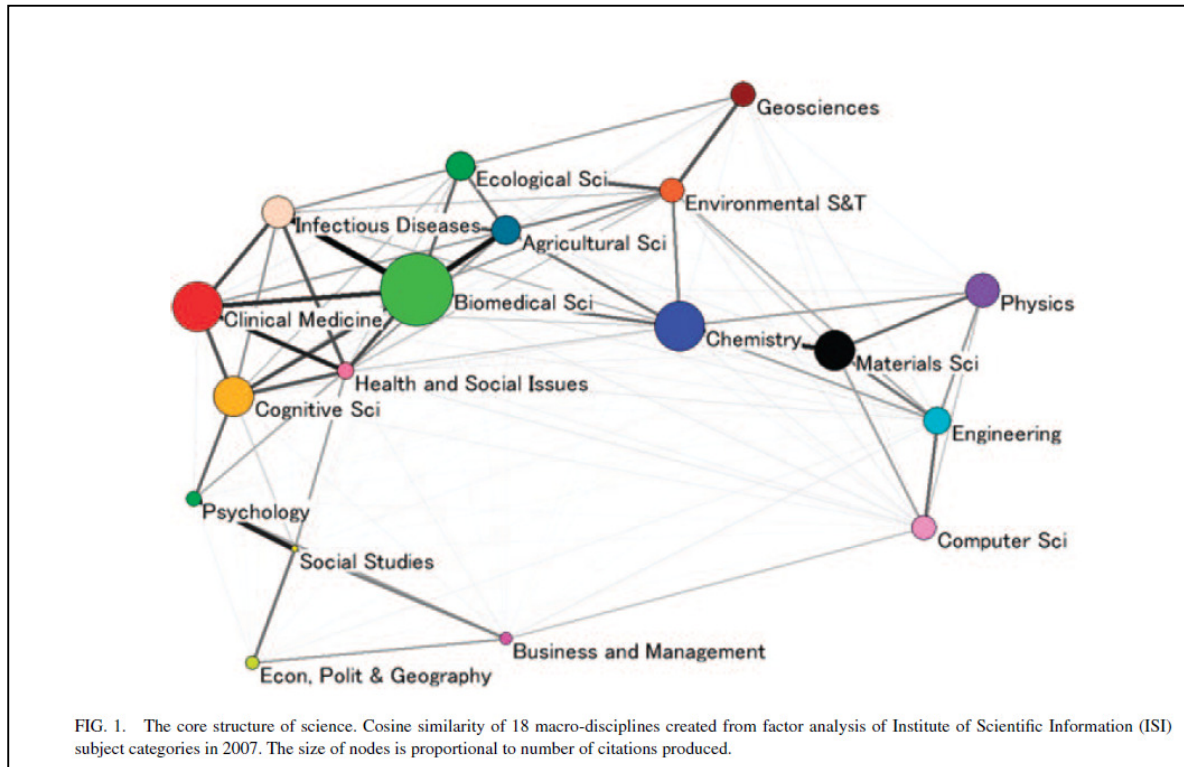 Geosciences
Ecological Sci
Environmental S&T
Infectious Diseases
Agricultural Sci
Biomedical Sci
Physics
Clinical Medicine
Chemistry
Materials Sci
Health and Social Issues
Cognitive Sci
Engineering
Psychology
Computer Sci
Social Studies
Business and Management
Econ, Polit & Geography
FIG. 1. The core structure of science. Cosine similarity of 18 macro-disciplines created from factor analysis of Institute of Scientific Information (ISI)
subject categories in 2007. The size of nodes is proportional to number of citations produced.